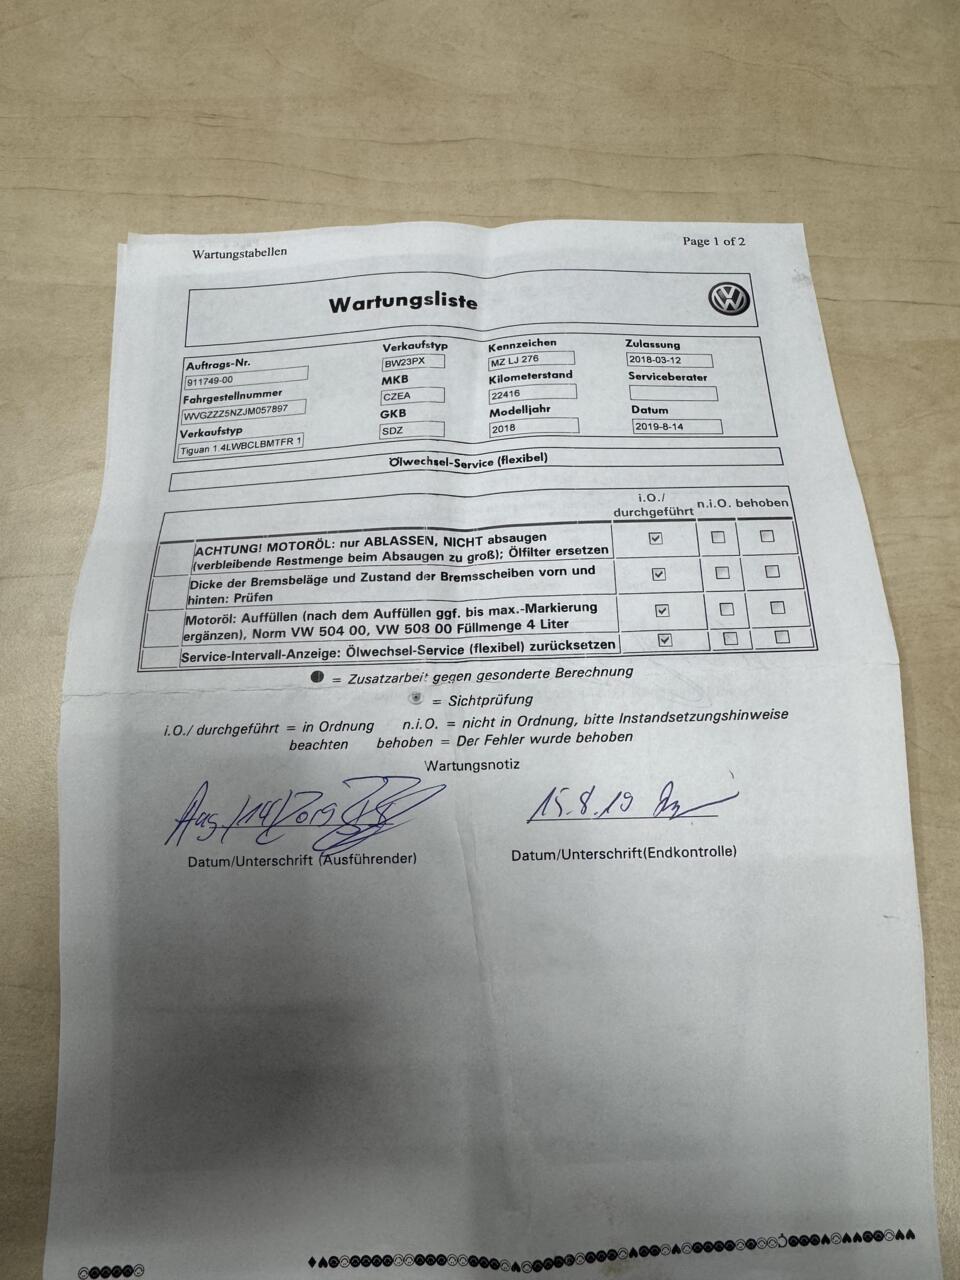 Wartungstabellen
Page 1 of 2
Wartungsliste
Auftrags-Nr.
911749-00
Fahrgestellnummer
WVGZZZ5NZJM057897
Verkaufstyp
Tiguan 1.4LWBCLBMTFR 1
Verkaufstyp
BW23PX
MKB
CZEA
GKB
SDZ
Kennzeichen
MZ LJ 276
Kilometerstand
22416
Modelljahr
2018
Zulassung
2018-03-12
Serviceberater
Datum
2019-8-14
Ölwechsel-Service (flexibel)
i.O./ durchgeführt n.i.O. behoben
ACHTUNG! MOTORÖL: nur ABLASSEN, NICHT absaugen
(verbleibende Restmenge beim Absaugen zu groß); Ölfilter ersetzen
Dicke der Bremsbeläge und Zustand der Bremsscheiben vorn und
hinten: Prüfen
Motoröl: Auffüllen (nach dem Auffüllen ggf. bis max.-Markierung
ergänzen), Norm VW 504 00, VW 508 00 Füllmenge 4 Liter
Service-Intervall-Anzeige: Ölwechsel-Service (flexibel) zurücksetzen
= Zusatzarbeit gegen gesonderte Berechnung
= Sichtprüfung
i.O./ durchgeführt = in Ordnung n.i.O. = nicht in Ordnung, bitte Instandsetzungshinweise
beachten behoben = Der Fehler wurde behoben
Wartungsnotiz
Aug/14/2019
15.8.19
Datum/Unterschrift (Ausführender)
Datum/Unterschrift(Endkontrolle)